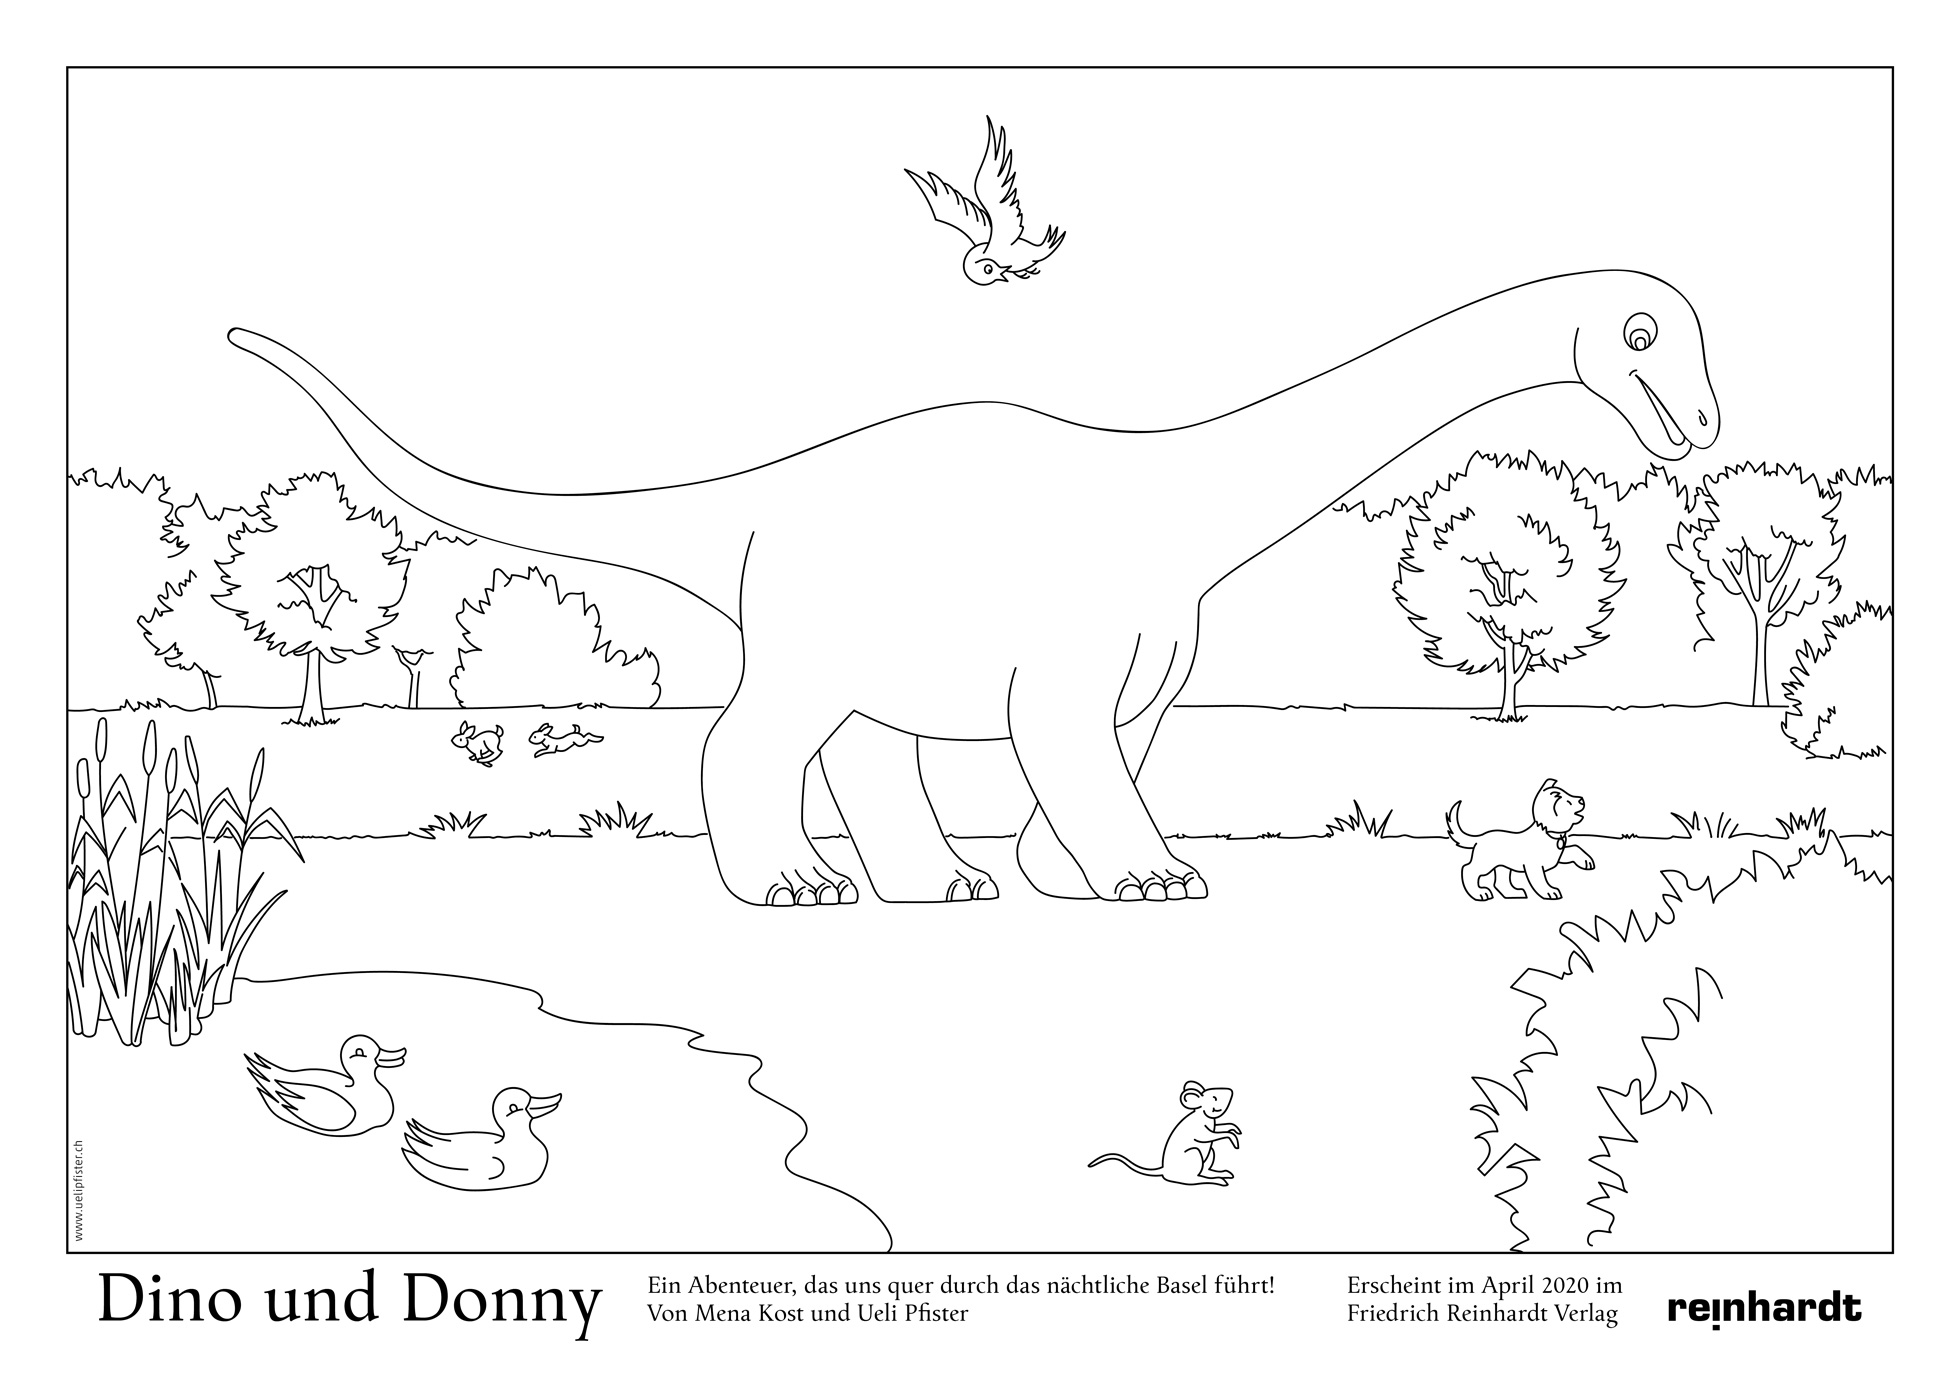 www.uelipfister.ch
Dino und Donny
Ein Abenteuer, das uns quer durch das nächtliche Basel führt!
Von Mena Kost und Ueli Pfister
Erscheint im April 2020 im
Friedrich Reinhardt Verlag
reinhardt